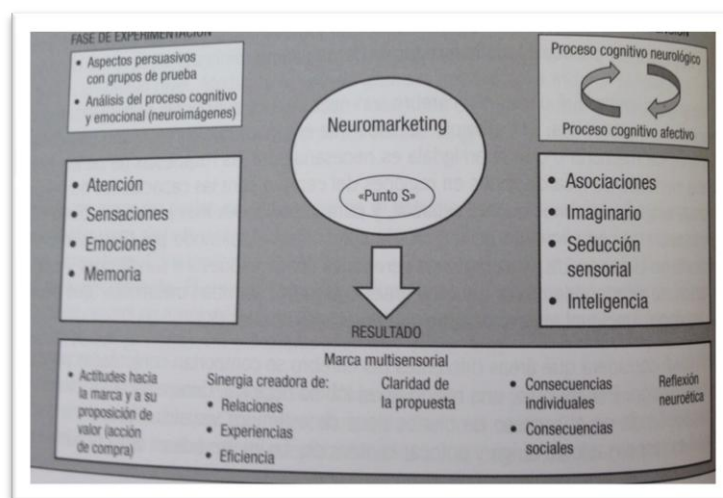 FASE DE EXPERIMENTACIÓN
• Aspectos persuasivos
con grupos de prueba
• Análisis del proceso cognitivo
y emocional (neuroimágenes)
• Atención
• Sensaciones
• Emociones
• Memoria
Neuromarketing
«Punto S»
Proceso cognitivo neurológico
Proceso cognitivo afectivo
• Asociaciones
• Imaginario
• Seducción
sensorial
• Inteligencia
RESULTADO
Marca multisensorial
• Actitudes hacia
la marca y a su
proposición de
valor (acción
de compra)
Sinergia creadora de:
• Relaciones
• Experiencias
• Eficiencia
Claridad de
la propuesta
• Consecuencias
individuales
• Consecuencias
sociales
Reflexión
neuroética